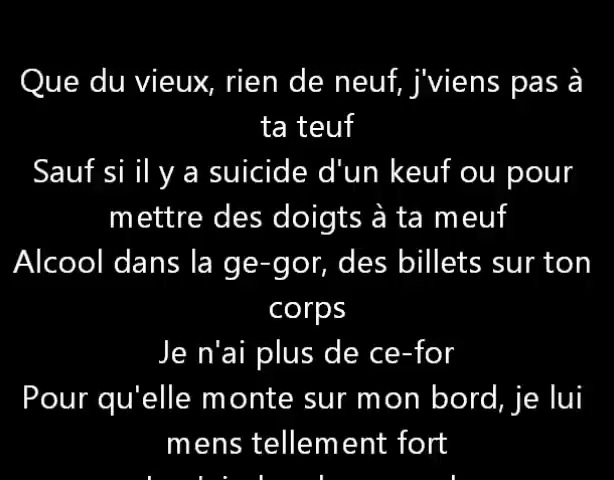 Que du vieux, rien de neuf, j'viens pas à
ta teuf
Sauf si il y a suicide d'un keuf ou pour
mettre des doigts à ta meuf
Alcool dans la ge-gor, des billets sur ton
corps
Je n'ai plus de ce-for
Pour qu'elle monte sur mon bord, je lui
mens tellement fort